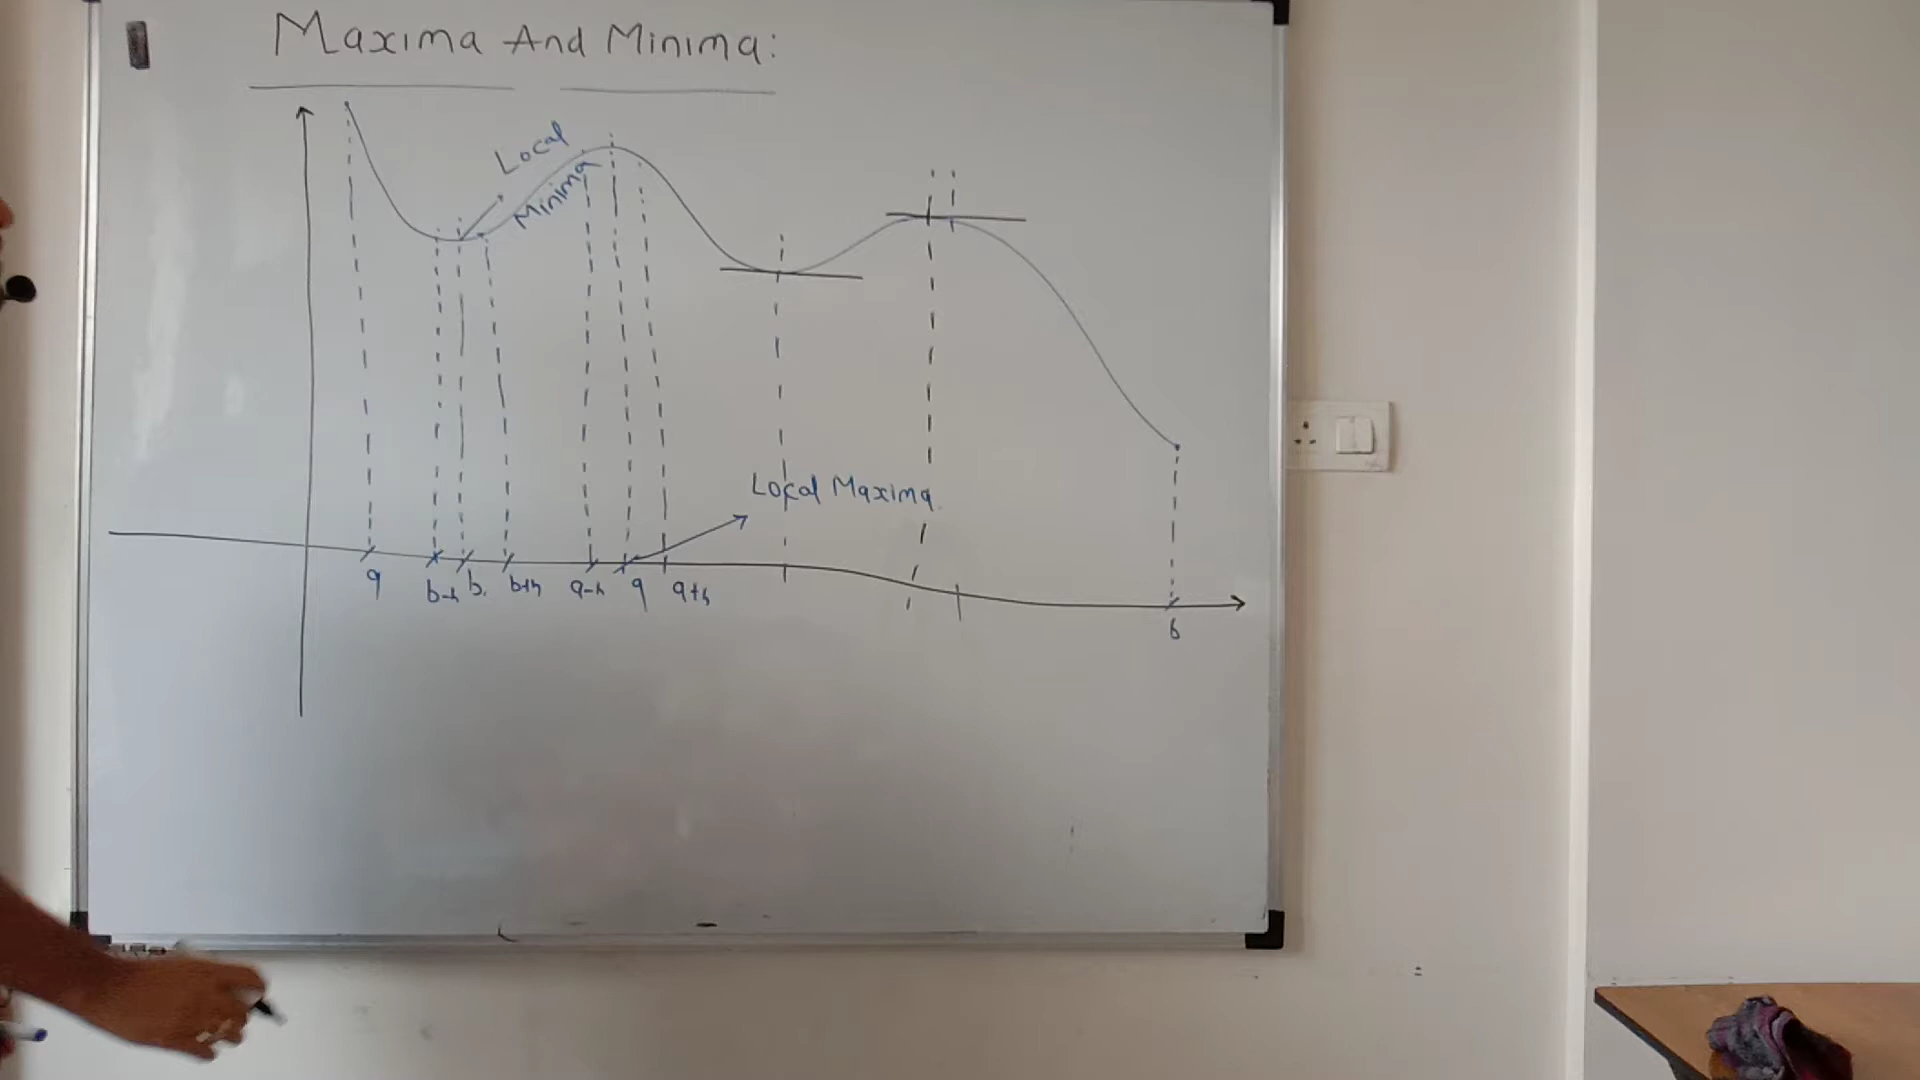 Maxima And Minima:
Local
Minima
Local Maxima
a b-h b. b+h a-h a a+h
b